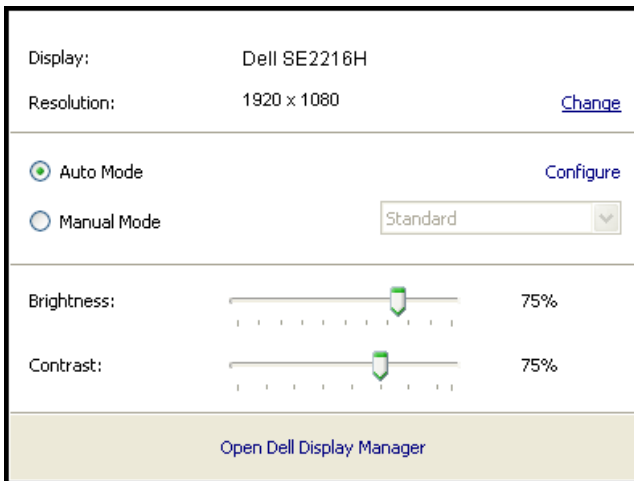 Display: Dell SE2216H
Resolution: 1920 x 1080 Change
Auto Mode Configure
Manual Mode Standard
Brightness: 75%
Contrast: 75%
Open Dell Display Manager